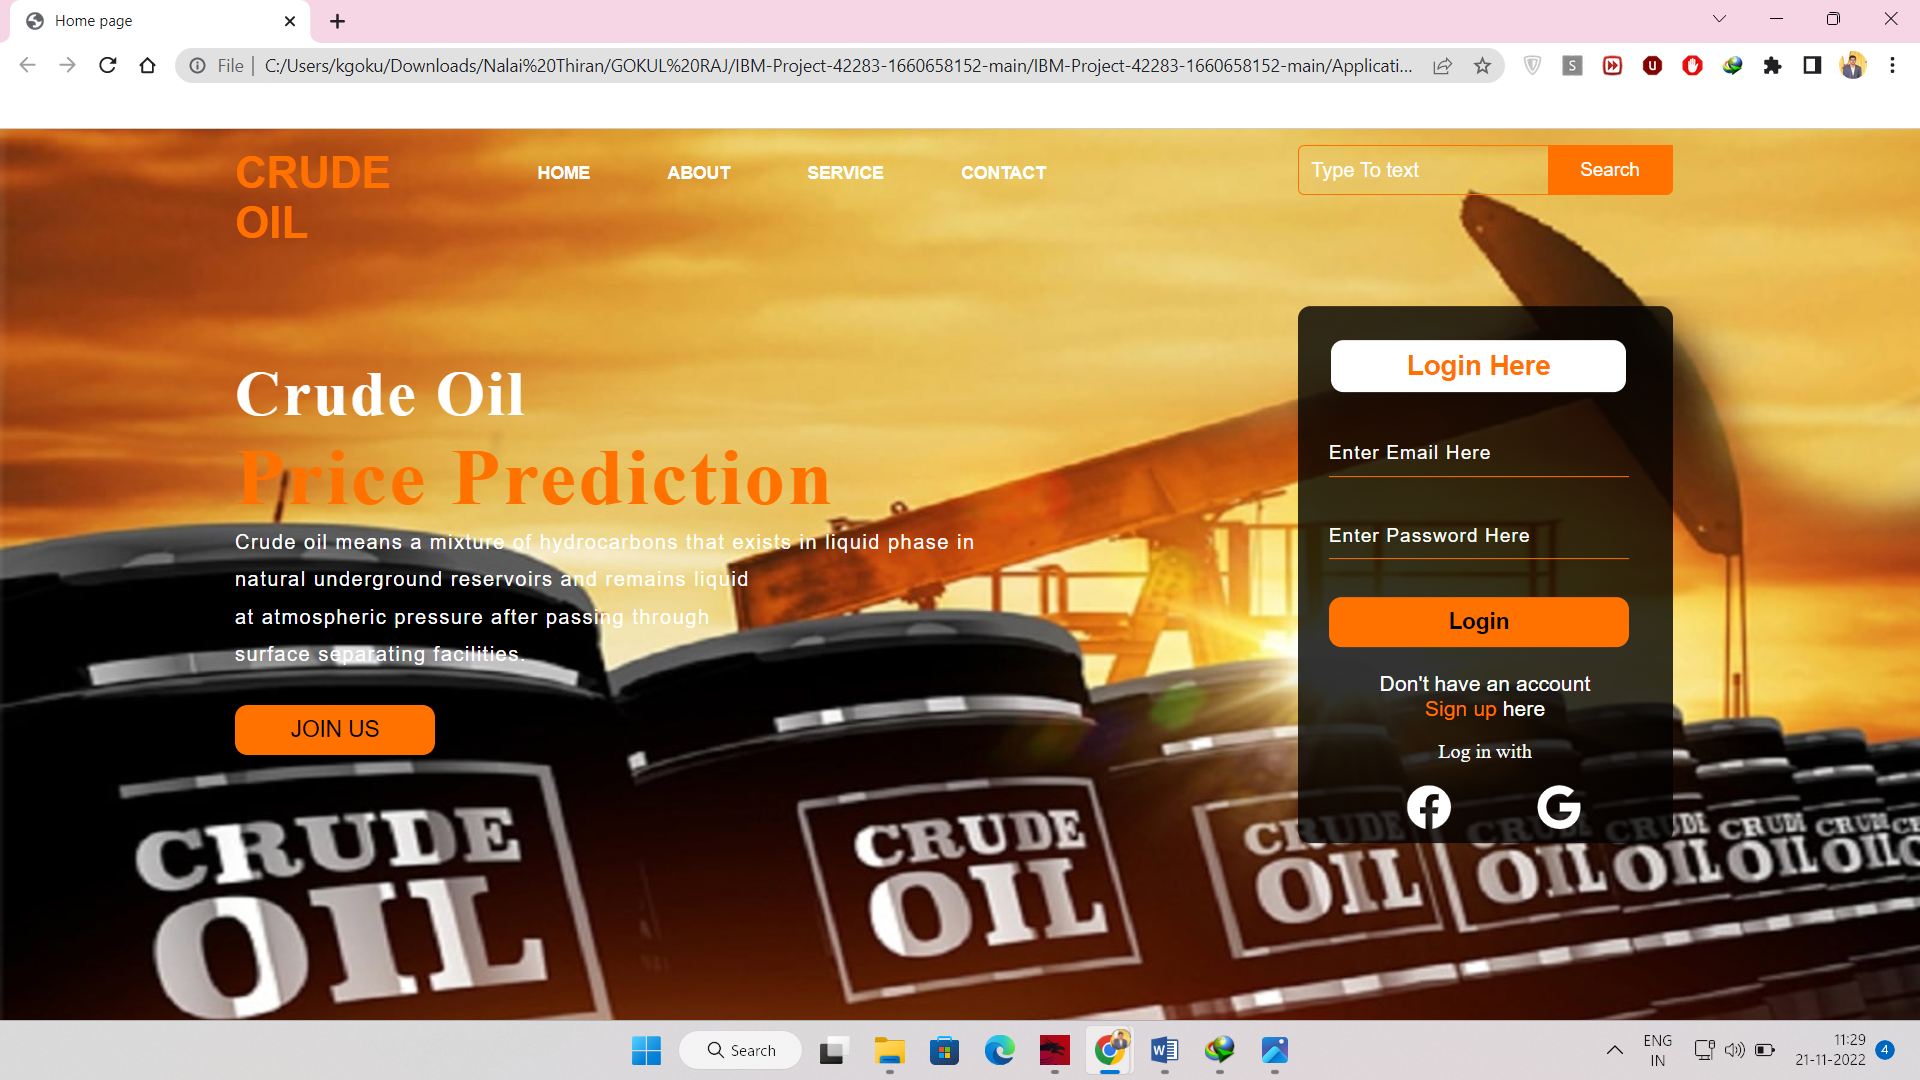 Home page
File | C:/Users/kgoku/Downloads/Nalai%20Thiran/GOKUL%20RAJ/IBM-Project-42283-1660658152-main/IBM-Project-42283-1660658152-main/Applicati...
CRUDE
OIL
HOME
ABOUT
SERVICE
CONTACT
Type To text
Search
Crude Oil
Price Prediction
Crude oil means a mixture of hydrocarbons that exists in liquid phase in
natural underground reservoirs and remains liquid
at atmospheric pressure after passing through
surface separating facilities.
JOIN US
Login Here
Enter Email Here
Enter Password Here
Login
Don't have an account
Sign up here
Log in with
CRUDE
OIL
CRUDE
OIL
CRUDE
OIL
CRUDE
OIL
CRUDE
OIL
CRUDE
OIL
Search
ENG
IN
11:29
21-11-2022
4